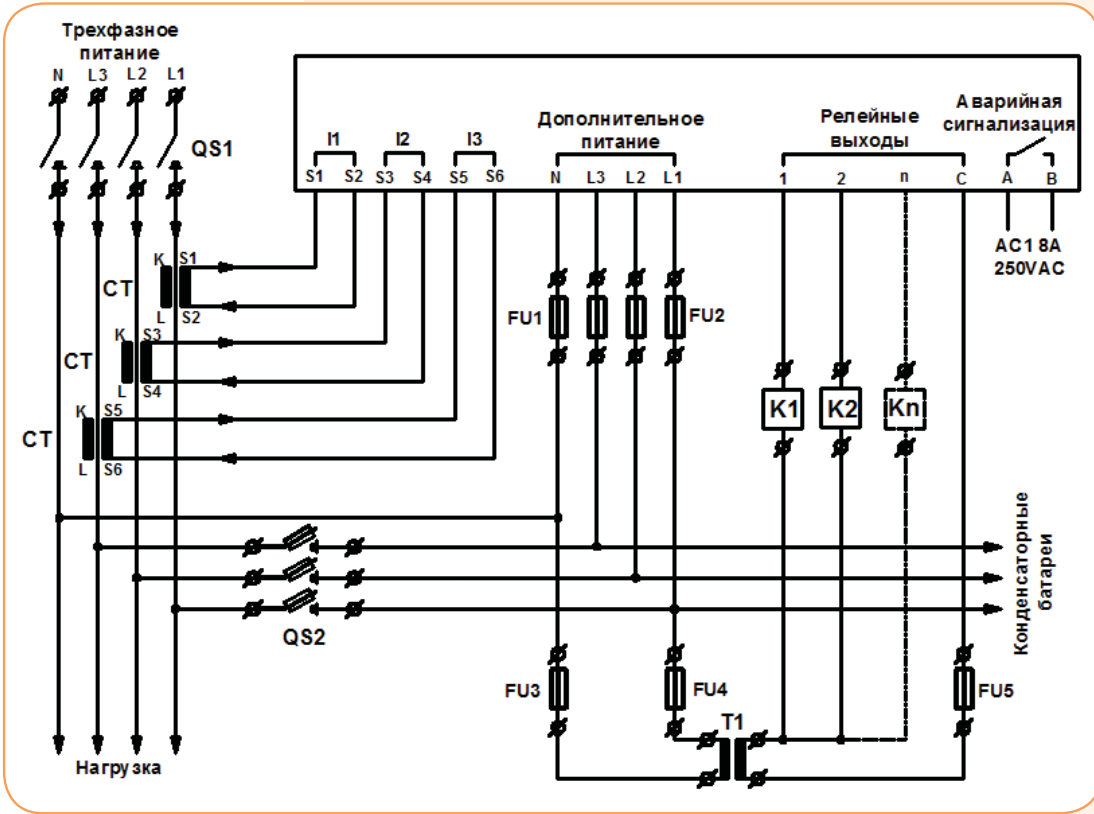 Трехфазное
питание
N L3 L2 L1
QS1
I1 I2 I3
S1 S2 S3 S4 S5 S6
Дополнительное
питание
N L3 L2 L1
Релейные
выходы
1 2 n C
Аварийная
сигнализация
A B
AC1 8A
250VAC
K S1
CT
L S2
K S3
CT
L S4
K S5
CT
L S6
FU1 FU2
K1 K2 Kn
QS2
Конденсаторные
батареи
FU3 FU4 FU5
T1
Нагрузка